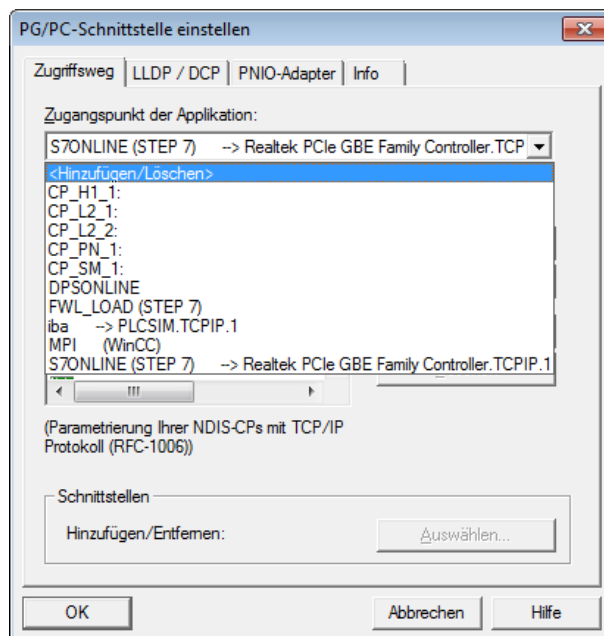 PG/PC-Schnittstelle einstellen
Zugriffsweg LLDP / DCP PNIO-Adapter Info
Zugangspunkt der Applikation:
S7ONLINE (STEP 7) --> Realtek PCIe GBE Family Controller.TCP
<Hinzufügen/Löschen>
CP_H1_1:
CP_L2_1:
CP_L2_2:
CP_PN_1:
CP_SM_1:
DPSONLINE
FWL_LOAD (STEP 7)
iba --> PLCSIM.TCPIP.1
MPI (WinCC)
S7ONLINE (STEP 7) --> Realtek PCIe GBE Family Controller.TCPIP.1
(Parametrierung Ihrer NDIS-CPs mit TCP/IP
Protokoll (RFC-1006))
Schnittstellen
Hinzufügen/Entfernen: Auswählen...
OK Abbrechen Hilfe